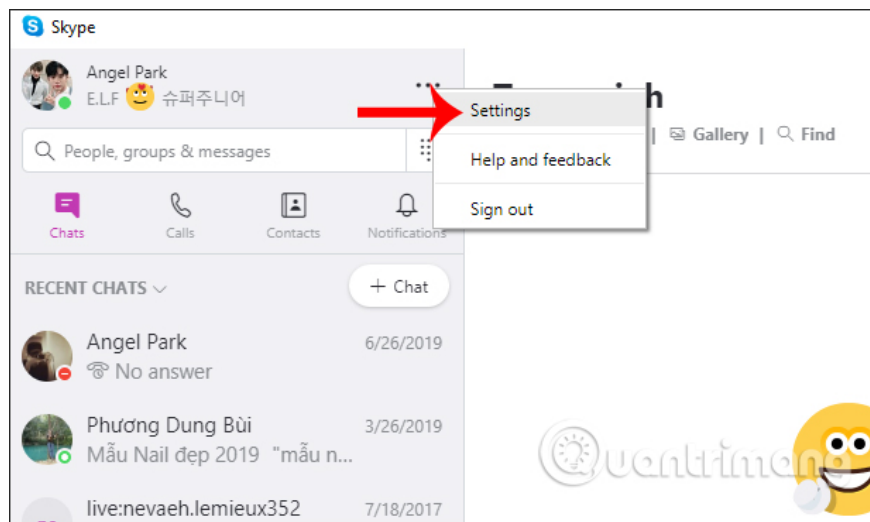 Skype
Angel Park
E.L.F 😍 슈퍼주니어
People, groups & messages
Chats
Calls
Contacts
Notifications
RECENT CHATS
+ Chat
Angel Park
6/26/2019
No answer
Phương Dung Bùi
3/26/2019
Mẫu Nail đẹp 2019 "mẫu n...
live:nevaeh.lemieux352
7/18/2017
Settings
Help and feedback
Sign out
| Gallery | Find
Quantrimang